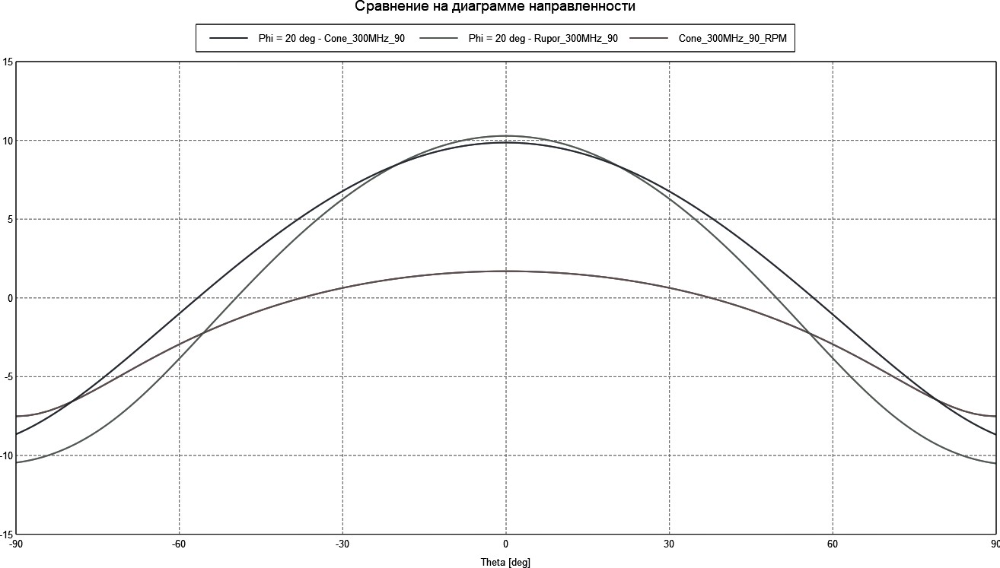 Сравнение на диаграмме направленности
Phi = 20 deg - Cone_300MHz_90 Phi = 20 deg - Rupor_300MHz_90 Cone_300MHz_90_RPM
15
10
5
0
-5
-10
-15
-90 -60 -30 0 30 60 90
Theta [deg]